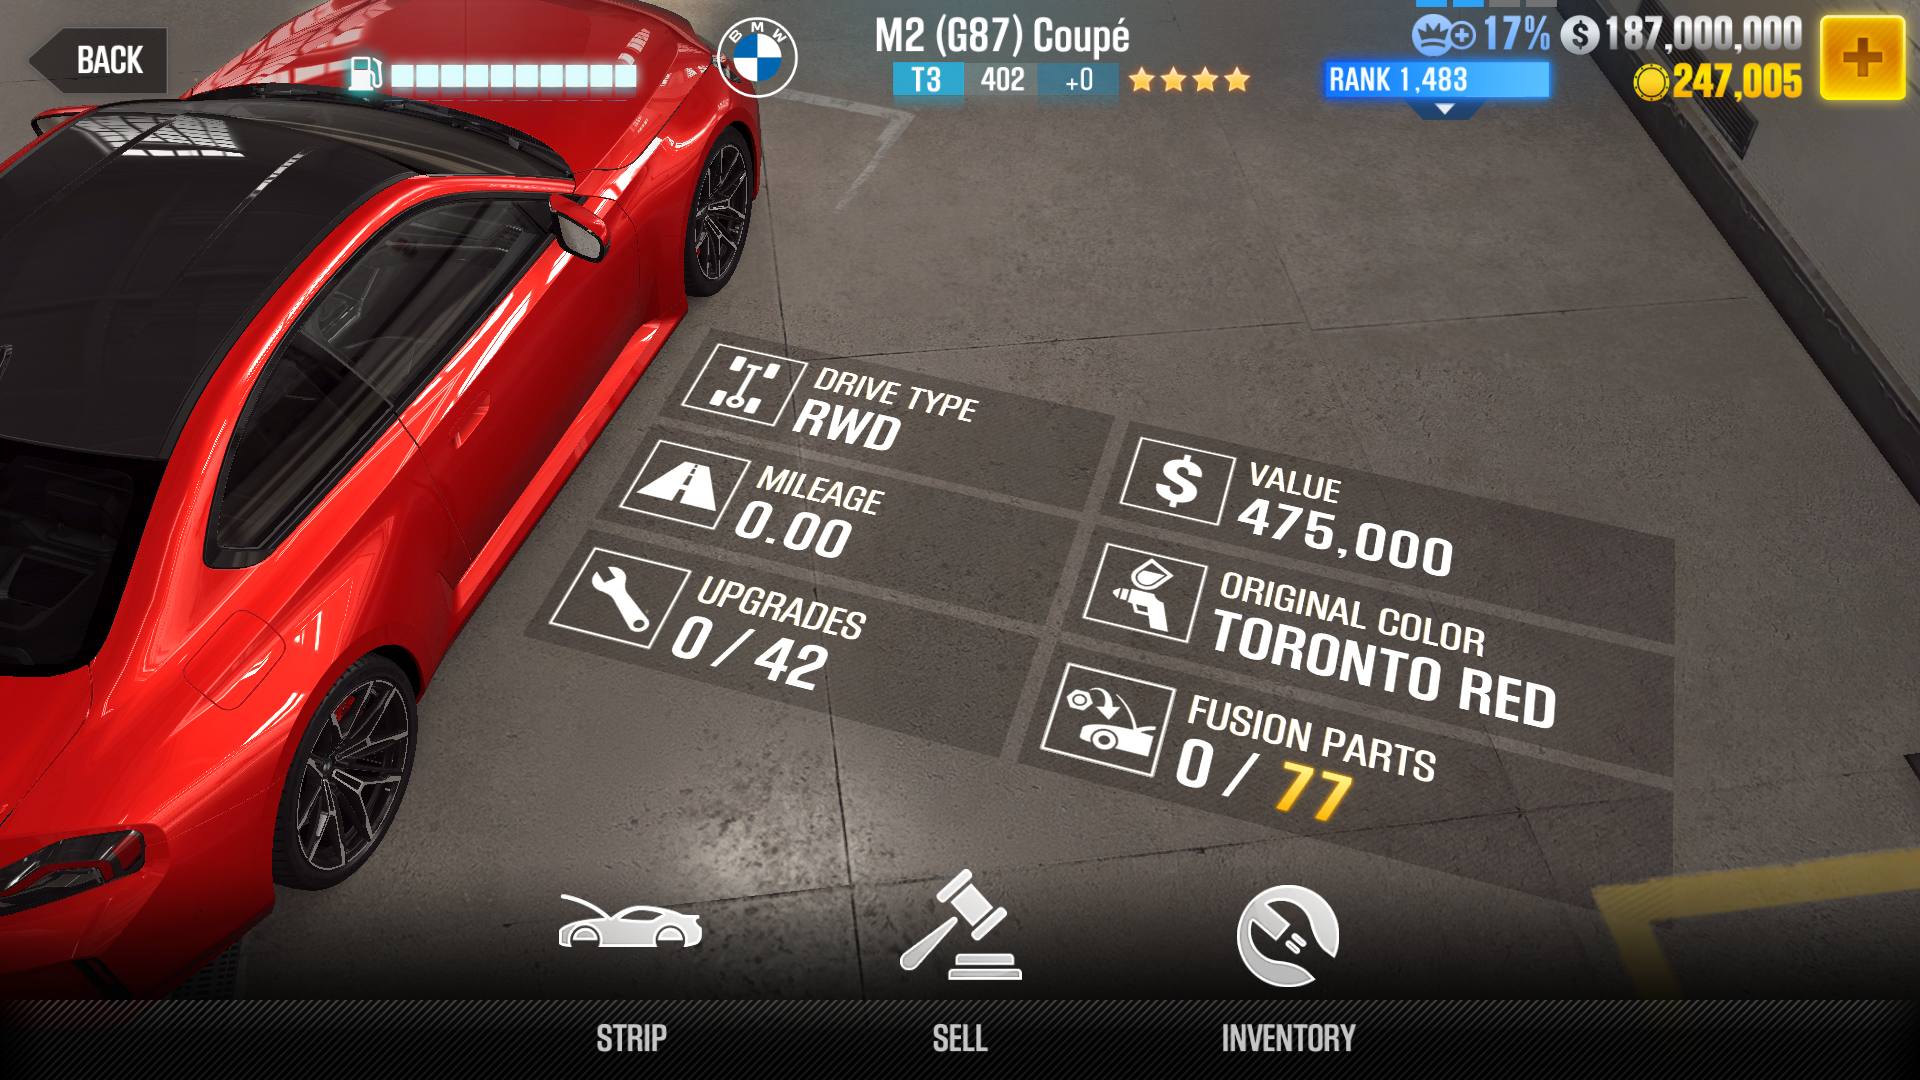 BACK
BMW
M2 (G87) Coupé
T3 402 +0
17%
$187,000,000
RANK 1,483
247,005
DRIVE TYPE
RWD
MILEAGE
0.00
UPGRADES
0 / 42
$
VALUE
475,000
ORIGINAL COLOR
TORONTO RED
FUSION PARTS
0 / 77
STRIP
SELL
INVENTORY